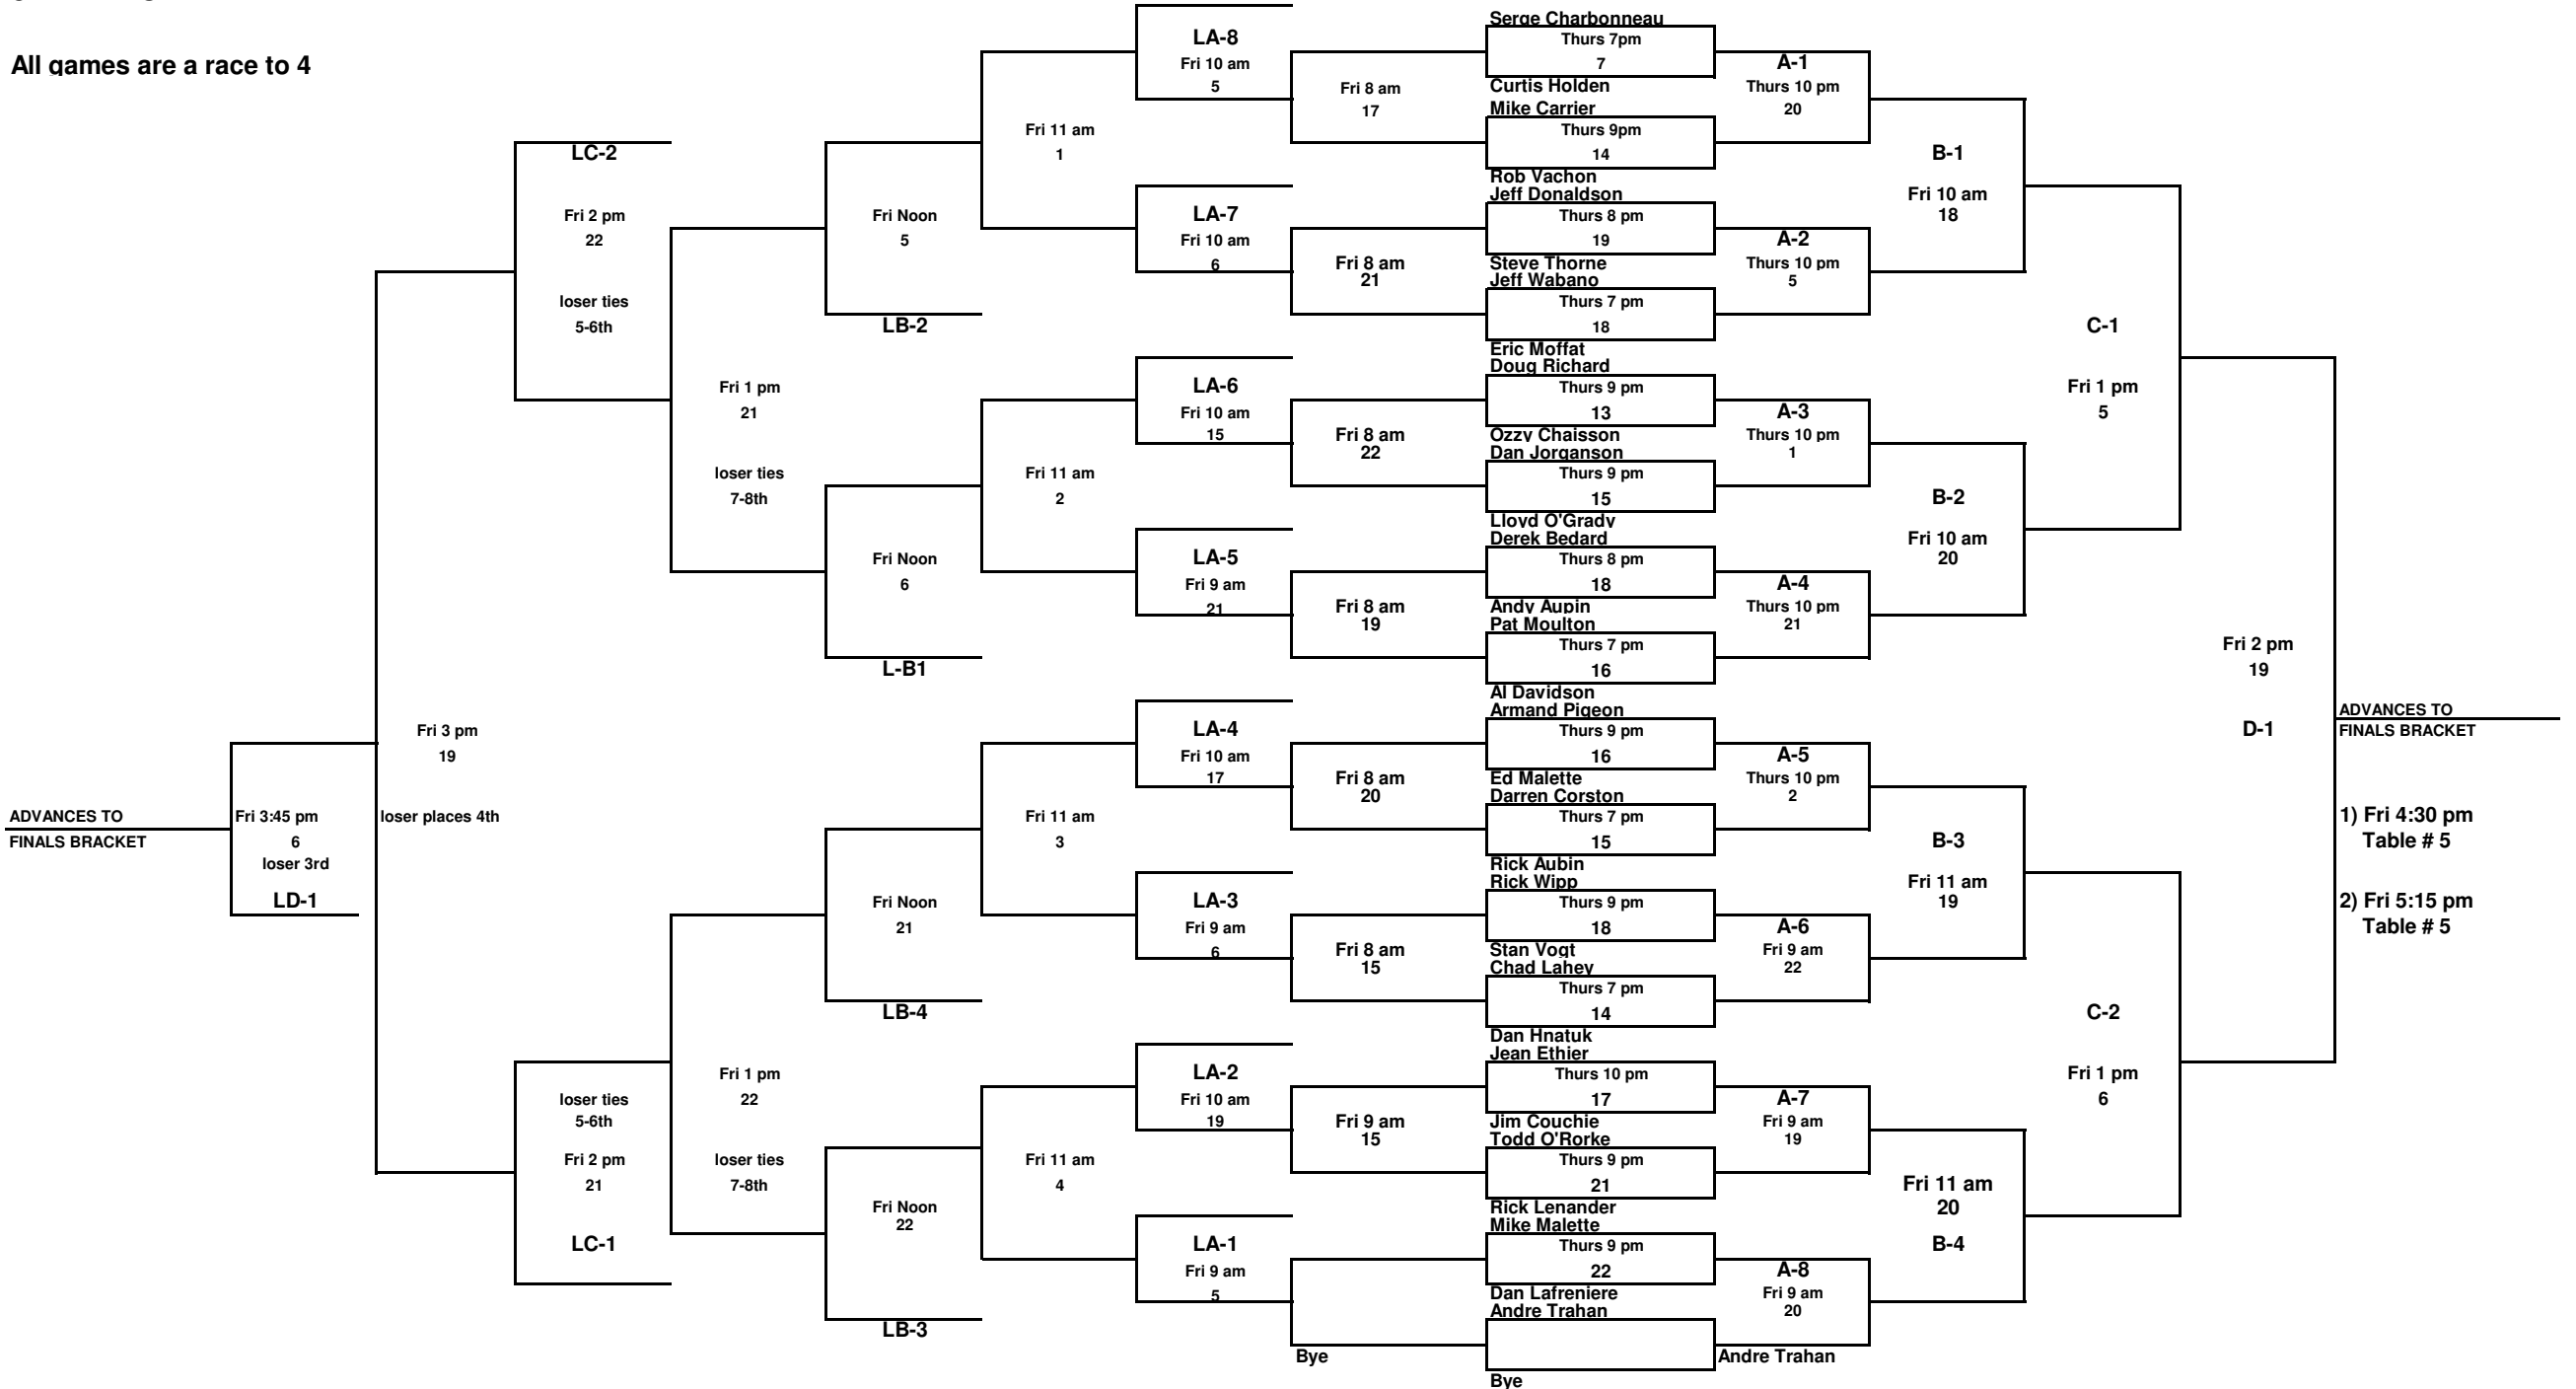 All games are a race to 4
LC-2
Fri 2 pm
22
loser ties
5-6th
Fri 3 pm
19
loser places 4th
ADVANCES TO
FINALS BRACKET
Fri 3:45 pm
6
loser 3rd
LD-1
loser ties
5-6th
Fri 2 pm
21
LC-1
Fri 1 pm
21
loser ties
7-8th
Fri 1 pm
22
loser ties
7-8th
Fri Noon
5
LB-2
Fri Noon
6
L-B1
Fri Noon
21
LB-4
Fri Noon
22
LB-3
Fri 11 am
1
Fri 11 am
2
Fri 11 am
3
Fri 11 am
4
LA-8
Fri 10 am
5
LA-7
Fri 10 am
6
LA-6
Fri 10 am
15
LA-5
Fri 9 am
21
LA-4
Fri 10 am
17
LA-3
Fri 9 am
6
LA-2
Fri 10 am
19
LA-1
Fri 9 am
5
Fri 8 am
17
Fri 8 am
21
Fri 8 am
22
Fri 8 am
19
Fri 8 am
20
Fri 8 am
15
Fri 9 am
15
Bye
Serge Charbonneau
Thurs 7pm
7
Curtis Holden
Mike Carrier
Thurs 9pm
14
Rob Vachon
Jeff Donaldson
Thurs 8 pm
19
Steve Thorne
Jeff Wabano
Thurs 7 pm
18
Eric Moffat
Doug Richard
Thurs 9 pm
13
Ozzy Chaisson
Dan Jorganson
Thurs 9 pm
15
Lloyd O'Grady
Derek Bedard
Thurs 8 pm
18
Andy Aupin
Pat Moulton
Thurs 7 pm
16
Al Davidson
Armand Pigeon
Thurs 9 pm
16
Ed Malette
Darren Corston
Thurs 7 pm
15
Rick Aubin
Rick Wipp
Thurs 9 pm
18
Stan Vogt
Chad Lahey
Thurs 7 pm
14
Dan Hnatuk
Jean Ethier
Thurs 10 pm
17
Jim Couchie
Todd O'Rorke
Thurs 9 pm
21
Rick Lenander
Mike Malette
Thurs 9 pm
22
Dan Lafreniere
Andre Trahan
Bye
A-1
Thurs 10 pm
20
A-2
Thurs 10 pm
5
A-3
Thurs 10 pm
1
A-4
Thurs 10 pm
21
A-5
Thurs 10 pm
2
A-6
Fri 9 am
22
A-7
Fri 9 am
19
A-8
Fri 9 am
20
Andre Trahan
B-1
Fri 10 am
18
B-2
Fri 10 am
20
B-3
Fri 11 am
19
Fri 11 am
20
B-4
C-1
Fri 1 pm
5
C-2
Fri 1 pm
6
Fri 2 pm
19
D-1
ADVANCES TO
FINALS BRACKET
1) Fri 4:30 pm
Table # 5
2) Fri 5:15 pm
Table # 5